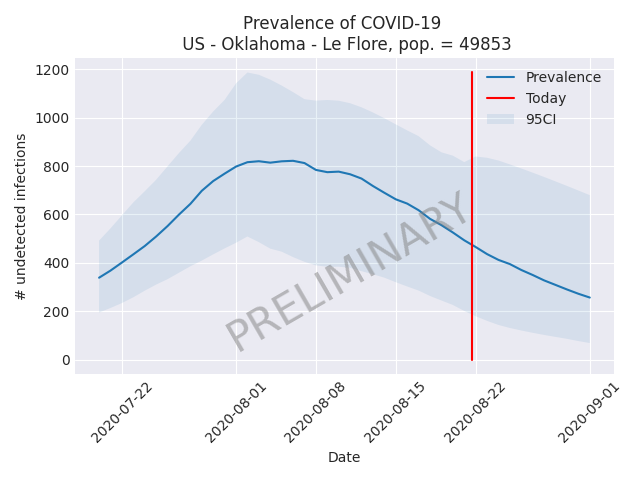 Prevalence of COVID-19
US - Oklahoma - Le Flore, pop. = 49853
# undetected infections
1200
1000
800
600
400
200
0
Prevalence
Today
95CI
PRELIMINARY
2020-07-22
2020-08-01
2020-08-08
2020-08-15
2020-08-22
2020-09-01
Date